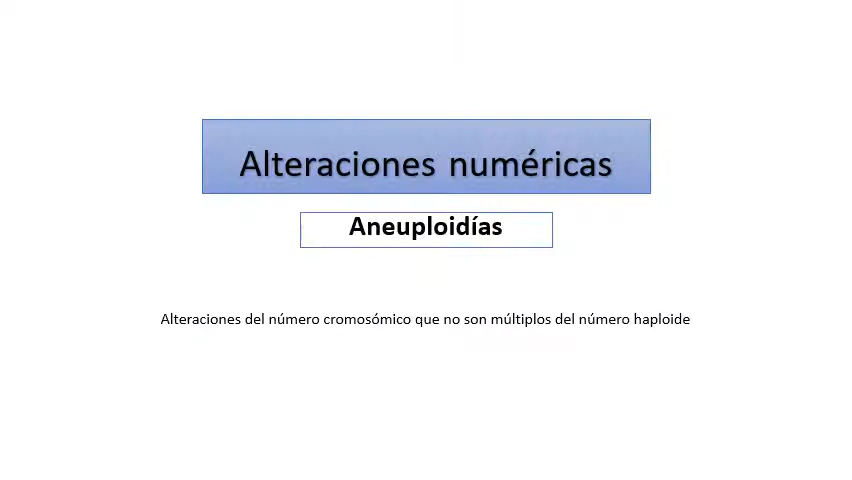 Alteraciones numéricas
Aneuploidías
Alteraciones del número cromosómico que no son múltiplos del número haploide